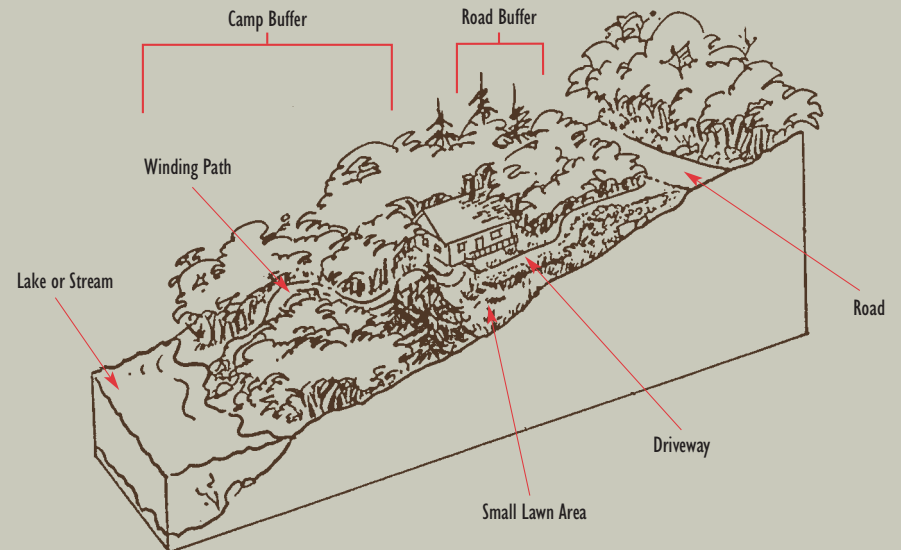 Camp Buffer
Road Buffer
Winding Path
Lake or Stream
Road
Driveway
Small Lawn Area